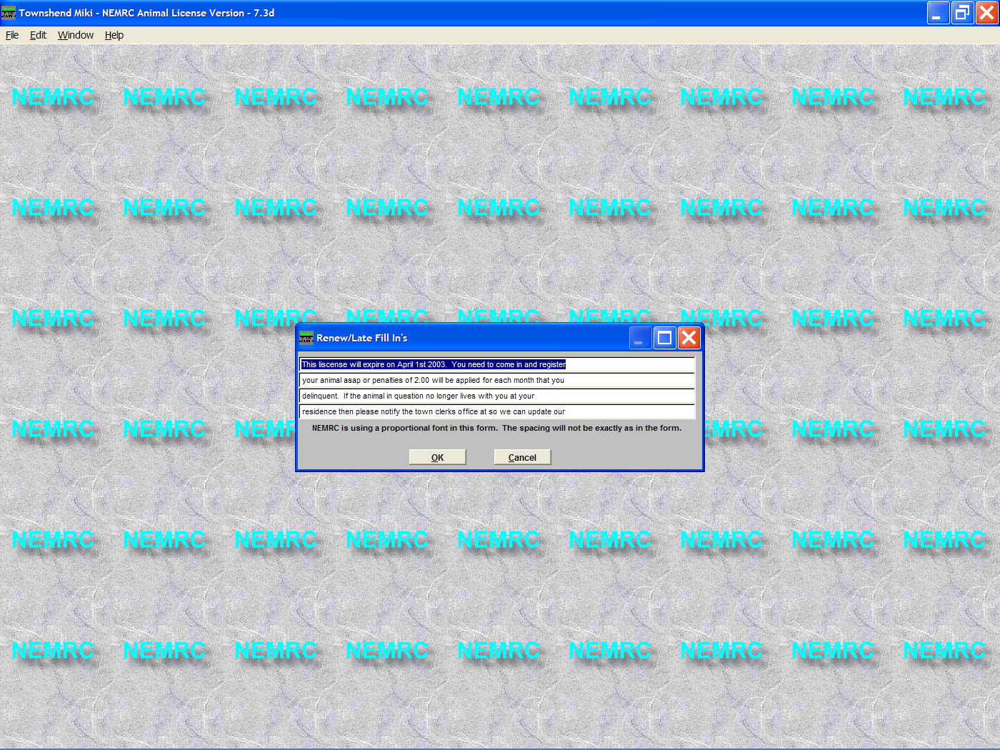 Townshend Miki - NEMRC Animal License Version - 7.3d
File Edit Window Help
NEMRC NEMRC NEMRC NEMRC NEMRC NEMRC NEMRC NEMRC NEMRC
NEMRC NEMRC NEMRC NEMRC NEMRC NEMRC NEMRC NEMRC NEMRC
NEMRC NEMRC NEMRC NEMRC NEMRC NEMRC NEMRC NEMRC NEMRC
Renew/Late Fill In's
This liscense will expire on April 1st 2003.  You need to come in and register
your animal asap or penalties of 2.00 will be applied for each month that you
delinquent.  If the animal in question no longer lives with you at your
residence then please notify the town clerks office at so we can update our
NEMRC is using a proportional font in this form.  The spacing will not be exactly as in the form.
OK Cancel
NEMRC NEMRC NEMRC NEMRC NEMRC NEMRC
NEMRC NEMRC NEMRC NEMRC NEMRC NEMRC NEMRC NEMRC NEMRC
NEMRC NEMRC NEMRC NEMRC NEMRC NEMRC NEMRC NEMRC NEMRC